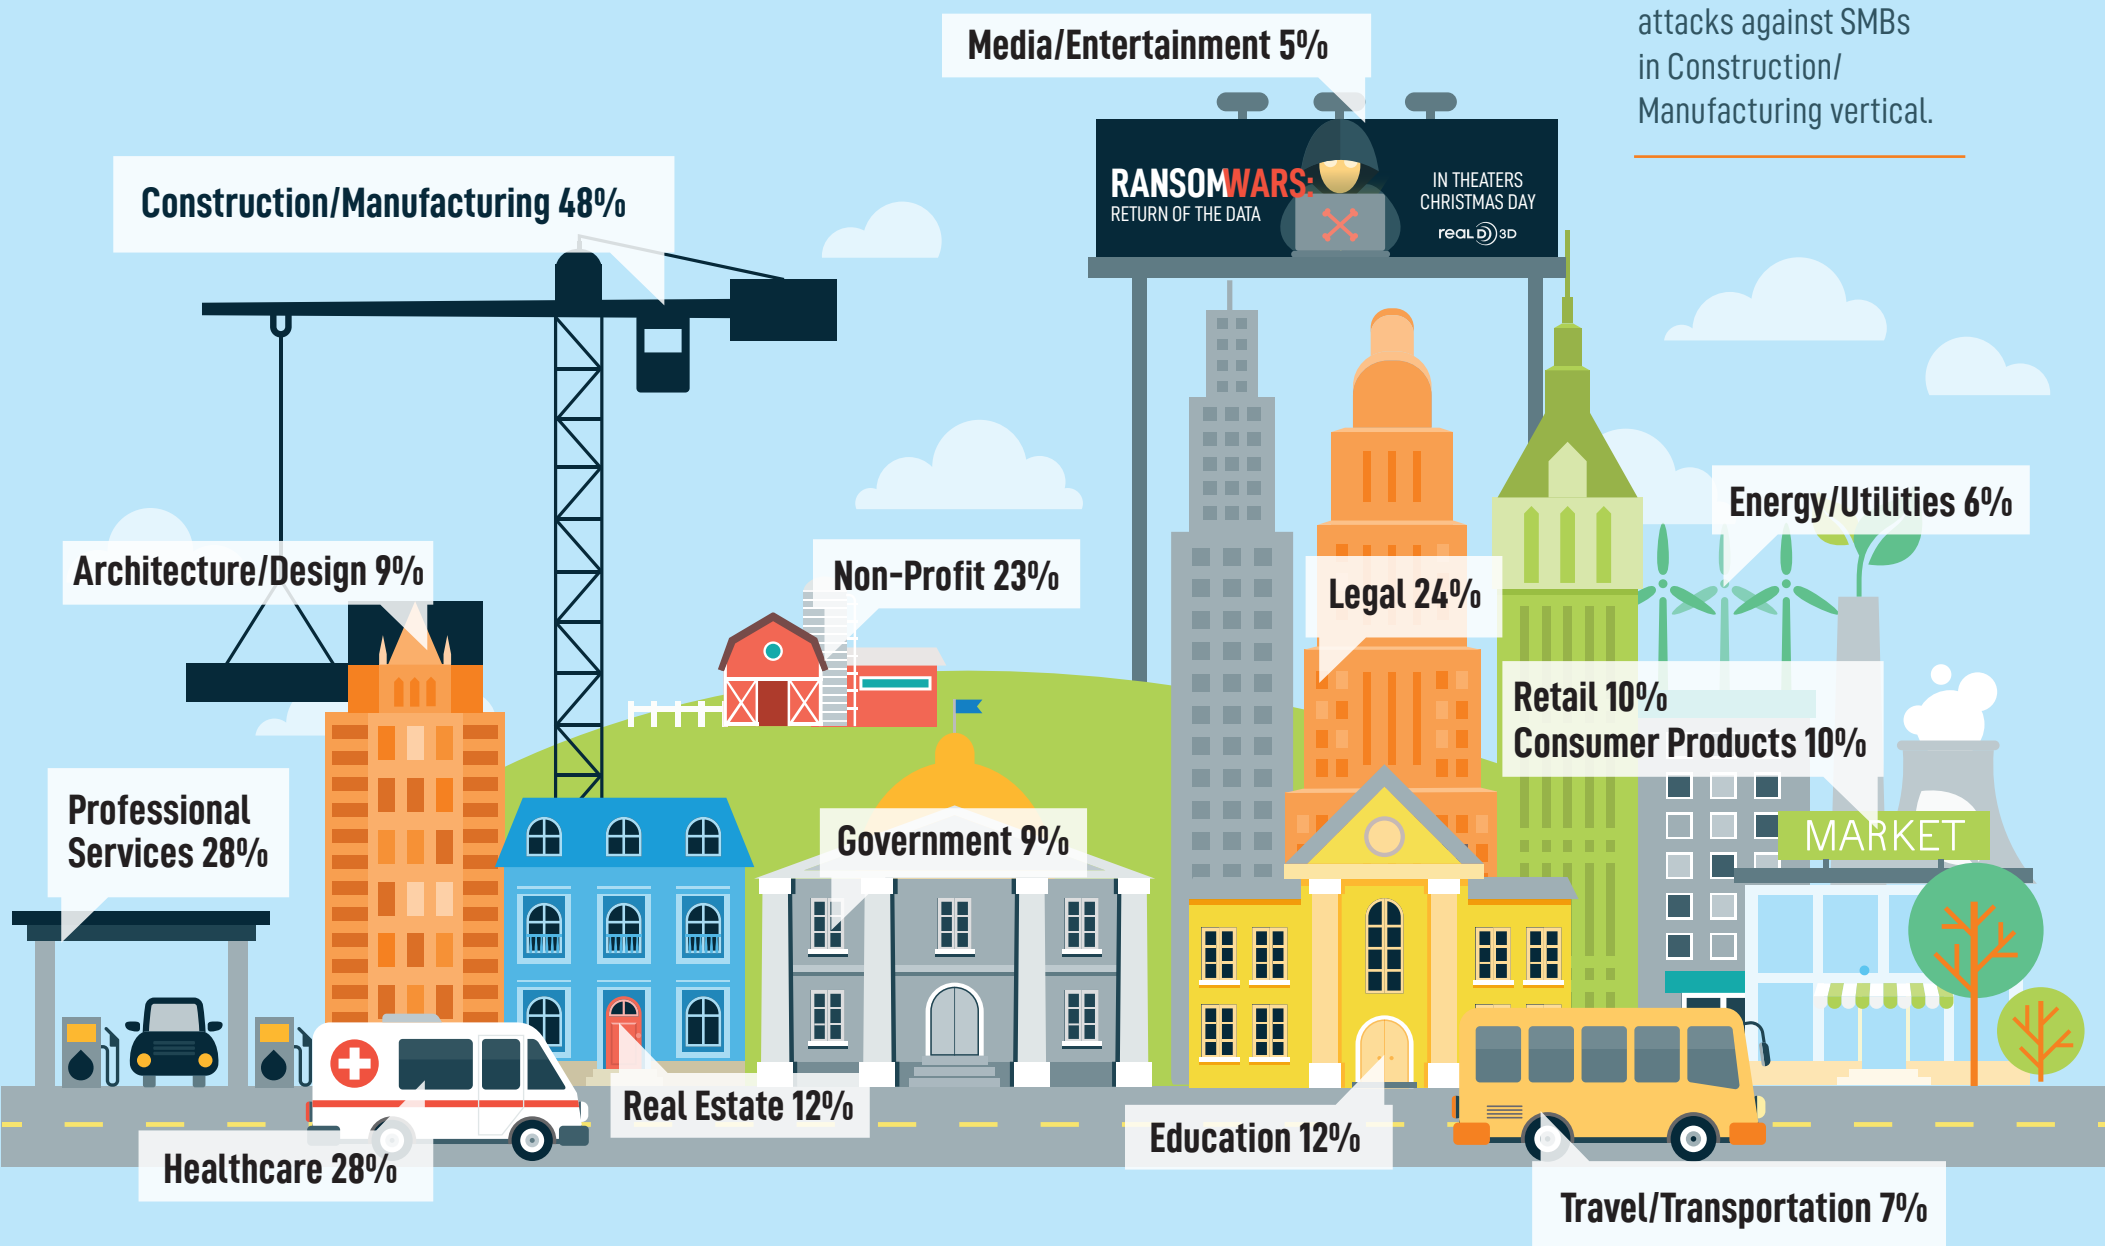 attacks against SMBs
in Construction/
Manufacturing vertical.
Media/Entertainment 5%
RANSOMWARS:
RETURN OF THE DATA
IN THEATERS
CHRISTMAS DAY
REAL D 3D
Construction/Manufacturing 48%
Energy/Utilities 6%
Architecture/Design 9%
Non-Profit 23%
Legal 24%
Retail 10%
Consumer Products 10%
Professional
Services 28%
Government 9%
MARKET
Real Estate 12%
Education 12%
Healthcare 28%
Travel/Transportation 7%